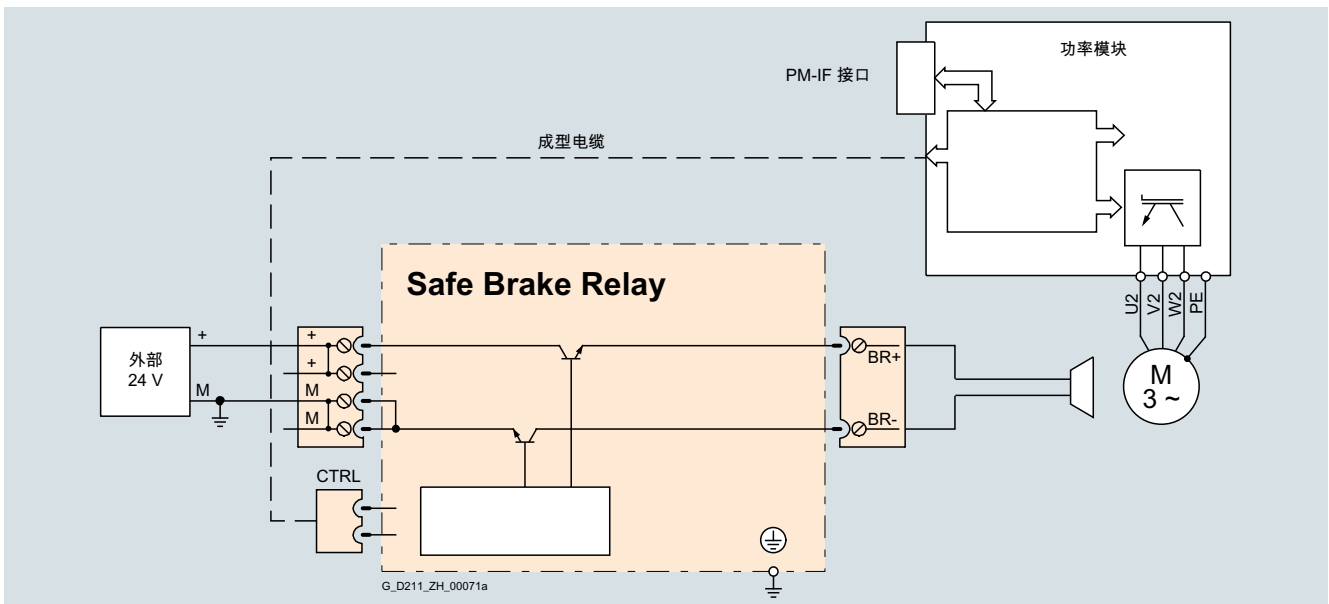 功率模块
PM-IF 接口
成型电缆
Safe Brake Relay
外部
24 V
+
M
+
+
M
M
CTRL
BR+
BR-
U2
V2
W2
PE
M
3 ~
G_D211_ZH_00071a